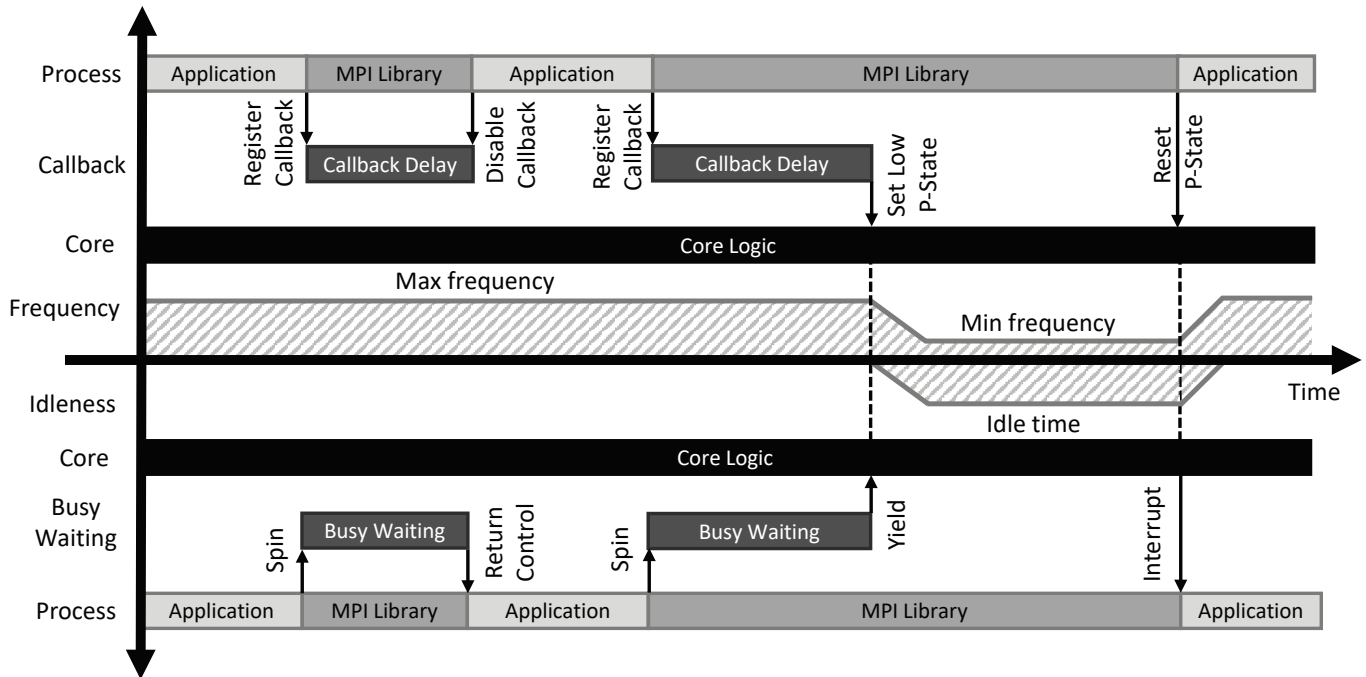 Process
Application
MPI Library
Application
MPI Library
Application
Register
Callback
Disable
Callback
Register
Callback
Set Low
P-State
Reset
P-State
Callback
Callback Delay
Callback Delay
Core
Core Logic
Max frequency
Frequency
Min frequency
Time
Idleness
Idle time
Core
Core Logic
Busy
Waiting
Spin
Busy Waiting
Return
Control
Spin
Busy Waiting
Yield
Interrupt
Process
Application
MPI Library
Application
MPI Library
Application